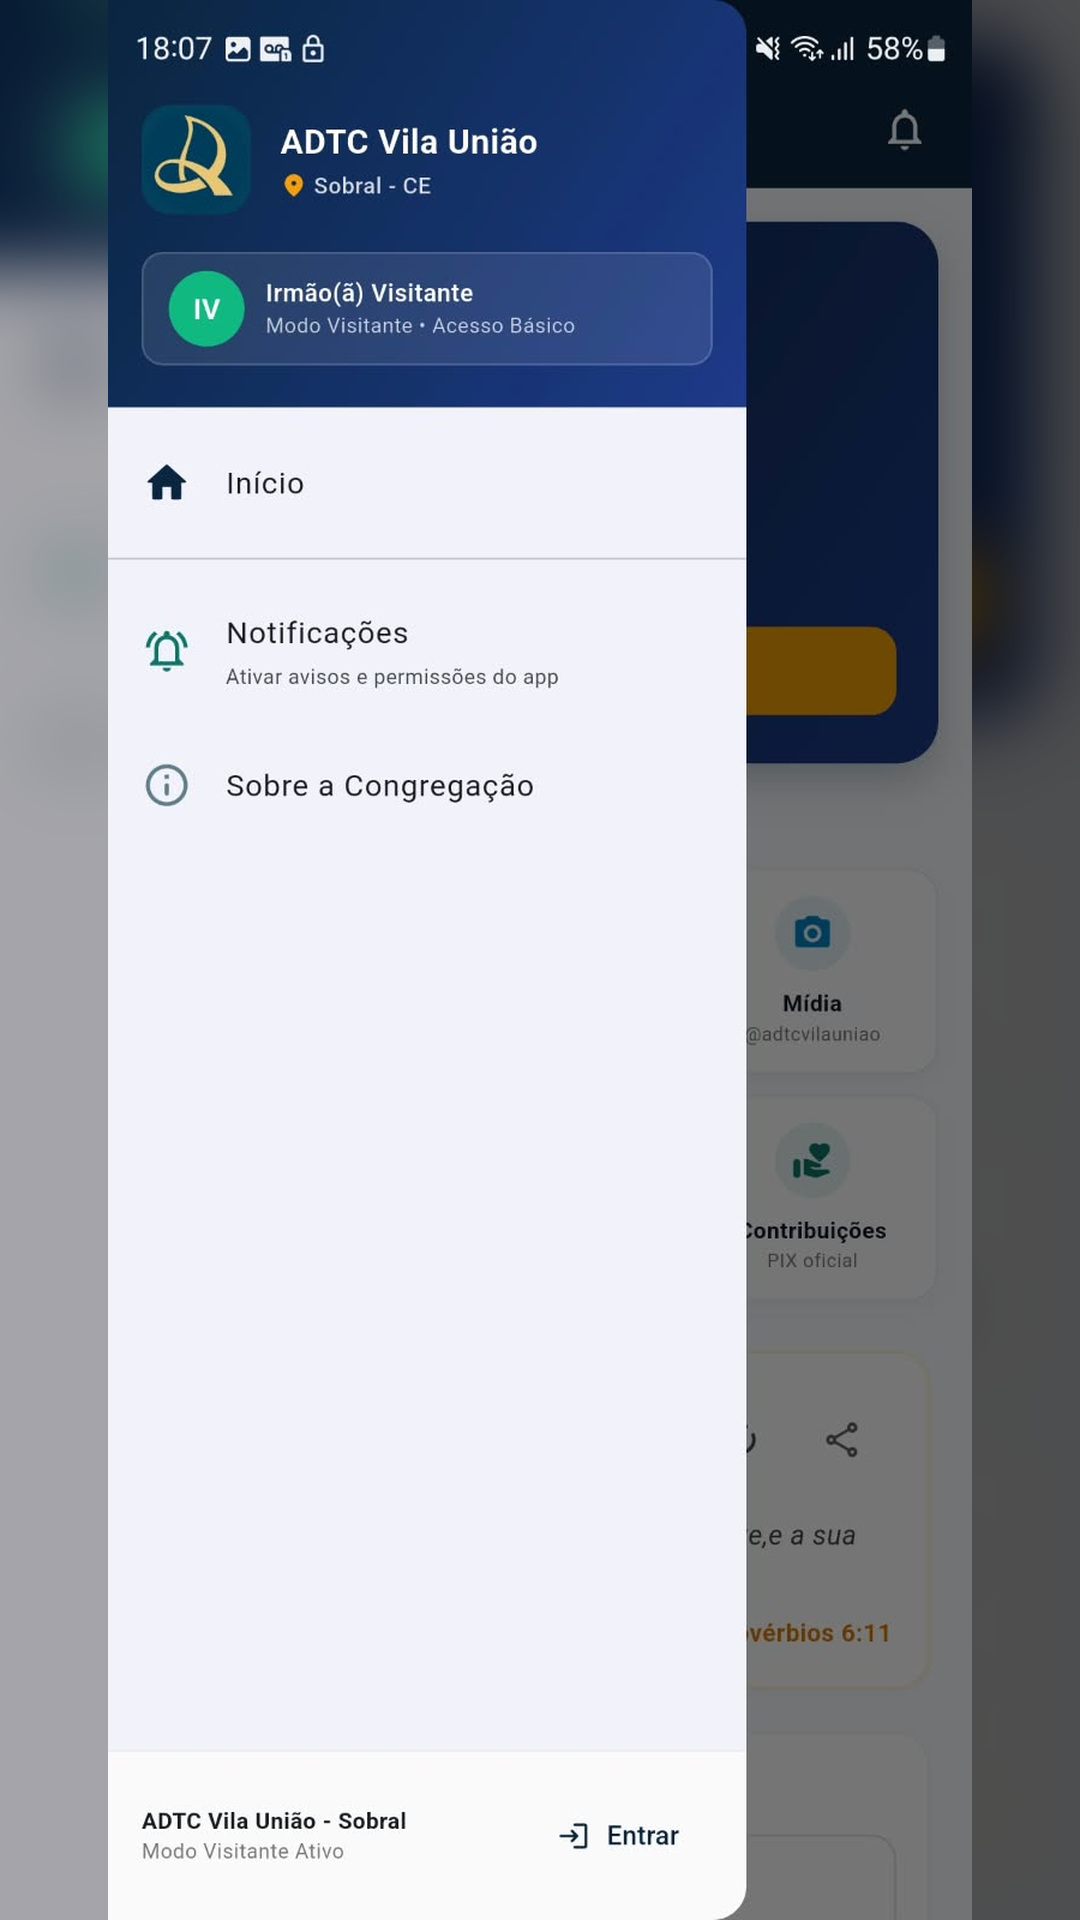 18:07
58%
ADTC Vila União
Sobral - CE
IV
Irmão(ã) Visitante
Modo Visitante • Acesso Básico
Início
Notificações
Ativar avisos e permissões do app
Sobre a Congregação
Mídia
@adtcvilauniao
Contribuições
PIX oficial
e a sua
6:11
ADTC Vila União - Sobral
Modo Visitante Ativo
Entrar